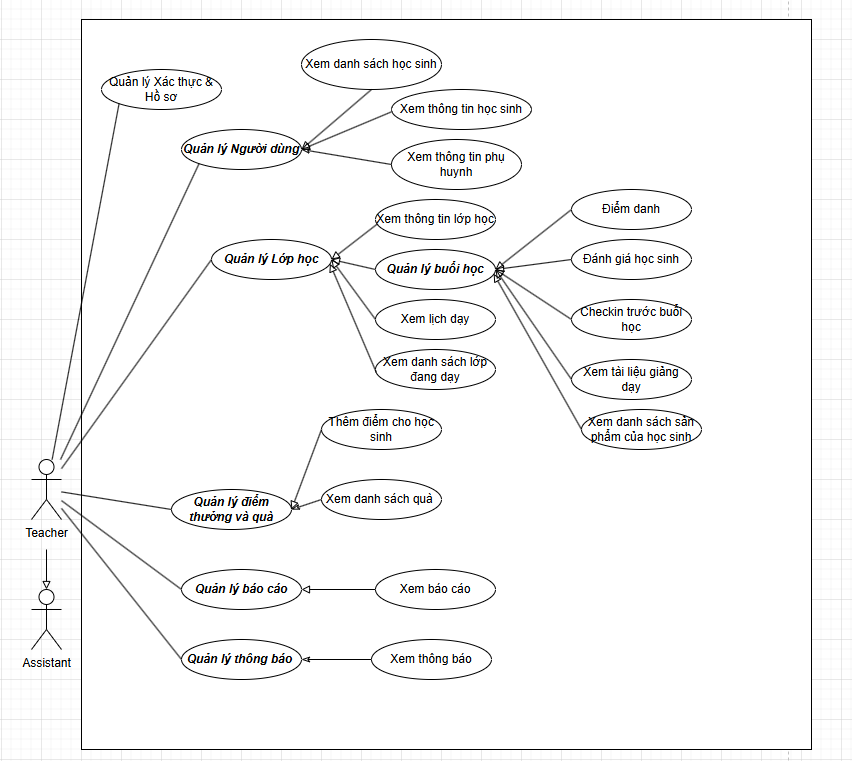 Xem danh sách học sinh
Quản lý Xác thực &
Hồ sơ
Xem thông tin học sinh
Quản lý Người dùng
Xem thông tin phụ
huynh
Xem thông tin lớp học
Điểm danh
Quản lý Lớp học
Quản lý buổi học
Đánh giá học sinh
Xem lịch dạy
Checkin trước buổi
học
Xem danh sách lớp
đang dạy
Xem tài liệu giảng
dạy
Thêm điểm cho học
sinh
Xem danh sách sản
phẩm của học sinh
Quản lý điểm
thưởng và quà
Xem danh sách quà
Teacher
Quản lý báo cáo
Xem báo cáo
Assistant
Quản lý thông báo
Xem thông báo